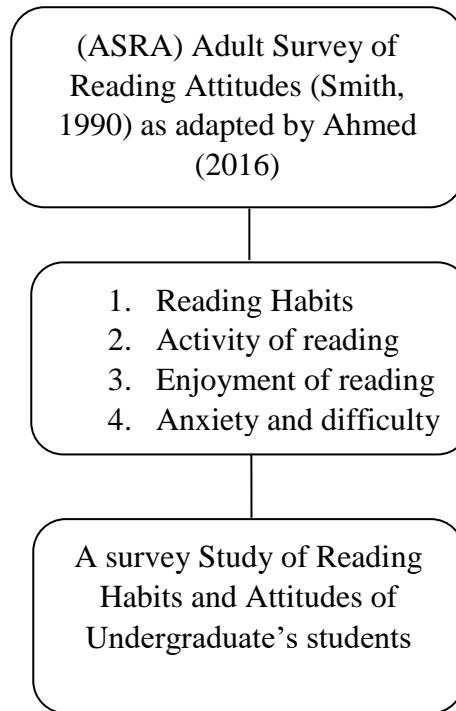 (ASRA) Adult Survey of
Reading Attitudes (Smith,
1990) as adapted by Ahmed
(2016)
1. Reading Habits
2. Activity of reading
3. Enjoyment of reading
4. Anxiety and difficulty
A survey Study of Reading
Habits and Attitudes of
Undergraduate’s students